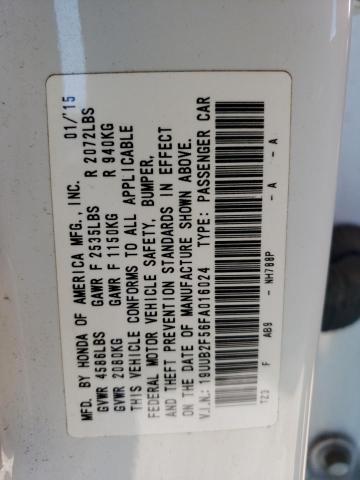 MFD. BY HONDA OF AMERICA MFG., INC. 01/'15
GVWR 4586LBS GAWR F 2535LBS R 2072LBS
GVWR 2080KG GAWR F 1150KG R 940KG
THIS VEHICLE CONFORMS TO ALL APPLICABLE
FEDERAL MOTOR VEHICLE SAFETY, BUMPER,
AND THEFT PREVENTION STANDARDS IN EFFECT
ON THE DATE OF MANUFACTURE SHOWN ABOVE.
V.I.N.: 19UUB2F56FA016024 TYPE: PASSENGER CAR
TZ3 F AB9 - NH788P - A - A